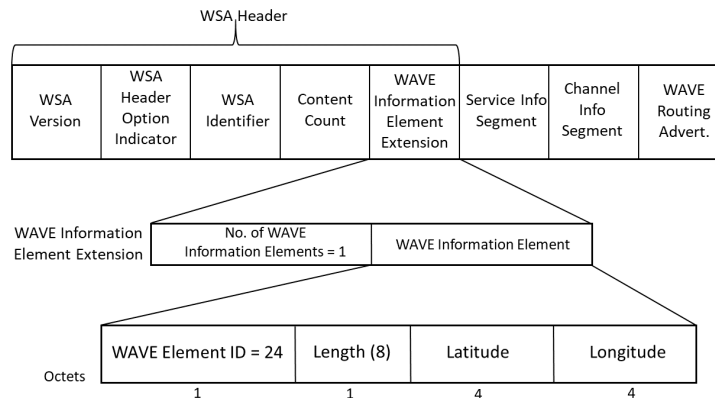 WSA Header
WSA
Version
WSA
Header
Option
Indicator
WSA
Identifier
Content
Count
WAVE
Information
Element
Extension
Service Info
Segment
Channel
Info
Segment
WAVE
Routing
Advert.
WAVE Information
Element Extension
No. of WAVE
Information Elements = 1
WAVE Information Element
WAVE Element ID = 24
Length (8)
Latitude
Longitude
Octets
1
1
4
4